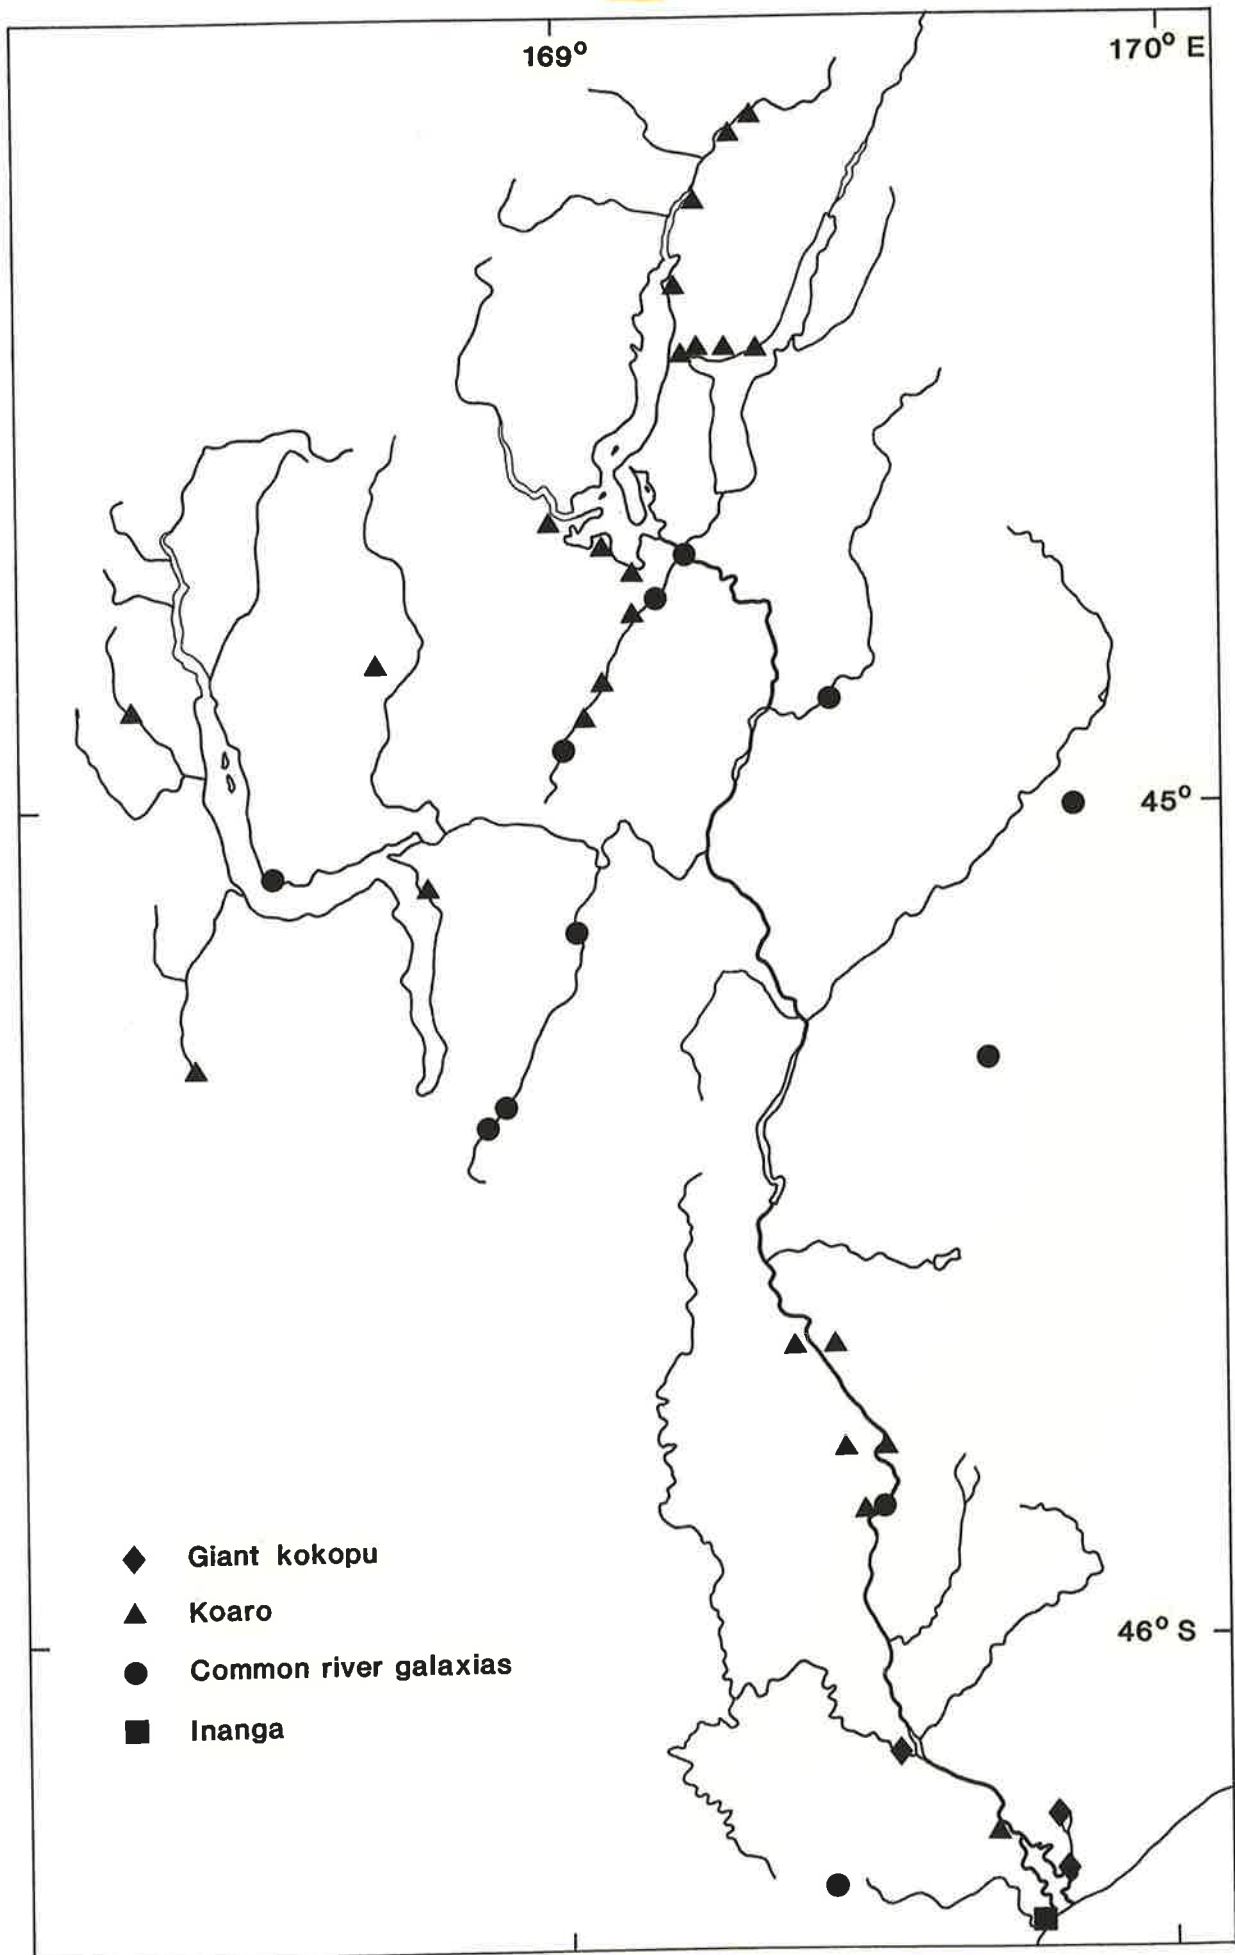 169°
170° E
45°
46° S
Giant kokopu
Koaro
Common river galaxias
Inanga